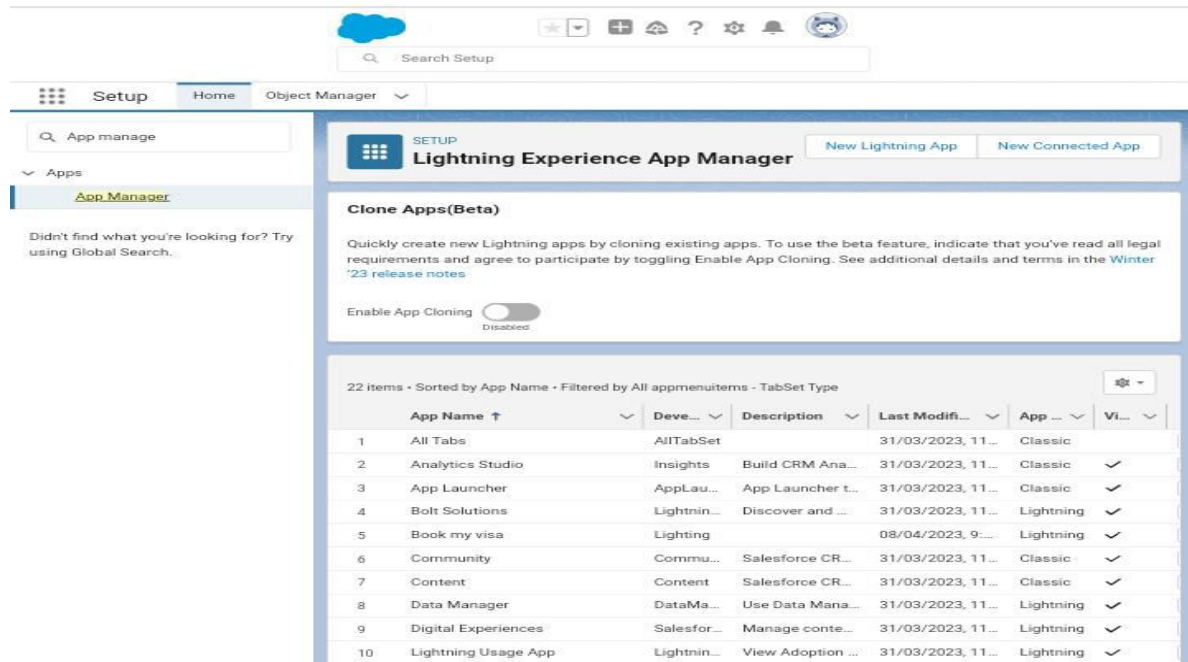 Search Setup
Setup Home Object Manager
App manage
Apps
App Manager
Didn't find what you're looking for? Try
using Global Search.
SETUP
Lightning Experience App Manager
New Lightning App New Connected App
Clone Apps(Beta)
Quickly create new Lightning apps by cloning existing apps. To use the beta feature, indicate that you've read all legal
requirements and agree to participate by toggling Enable App Cloning. See additional details and terms in the Winter
'23 release notes
Enable App Cloning
Disabled
22 items • Sorted by App Name • Filtered by All appmenuitems - TabSet Type
App Name ↑ Deve... Description Last Modifi... App ... Vi...
1 All Tabs AllTabSet 31/03/2023, 11... Classic
2 Analytics Studio Insights Build CRM Ana... 31/03/2023, 11... Classic
3 App Launcher AppLau... App Launcher t... 31/03/2023, 11... Classic
4 Bolt Solutions Lightnin... Discover and ... 31/03/2023, 11... Lightning
5 Book my visa Lighting 08/04/2023, 9:... Lightning
6 Community Commu... Salesforce CR... 31/03/2023, 11... Classic
7 Content Content Salesforce CR... 31/03/2023, 11... Classic
8 Data Manager DataMa... Use Data Mana... 31/03/2023, 11... Lightning
9 Digital Experiences Salesfor... Manage conte... 31/03/2023, 11... Lightning
10 Lightning Usage App Lightnin... View Adoption ... 31/03/2023, 11... Lightning